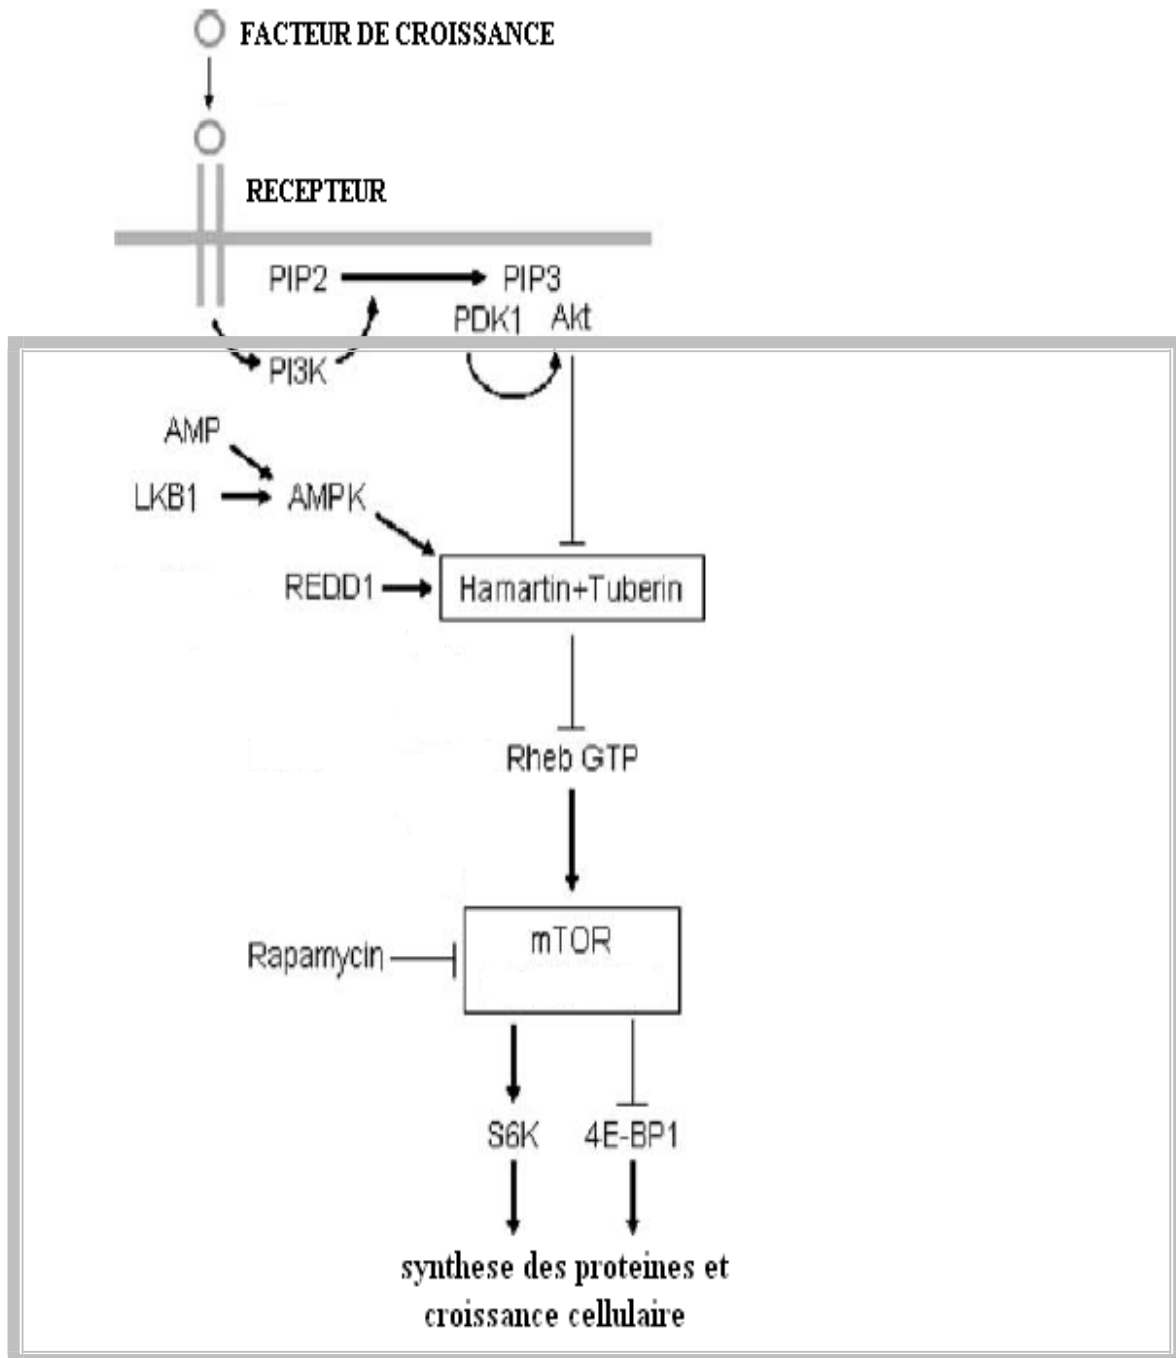 FACTEUR DE CROISSANCE
RECEPTEUR
PIP2 PIP3
PDK1 Akt
PI3K
AMP
LKB1 AMPK
REDD1 Hamartin+Tuberin
Rheb GTP
mTOR
Rapamycin
S6K 4E-BP1
synthese des proteines et
croissance cellulaire